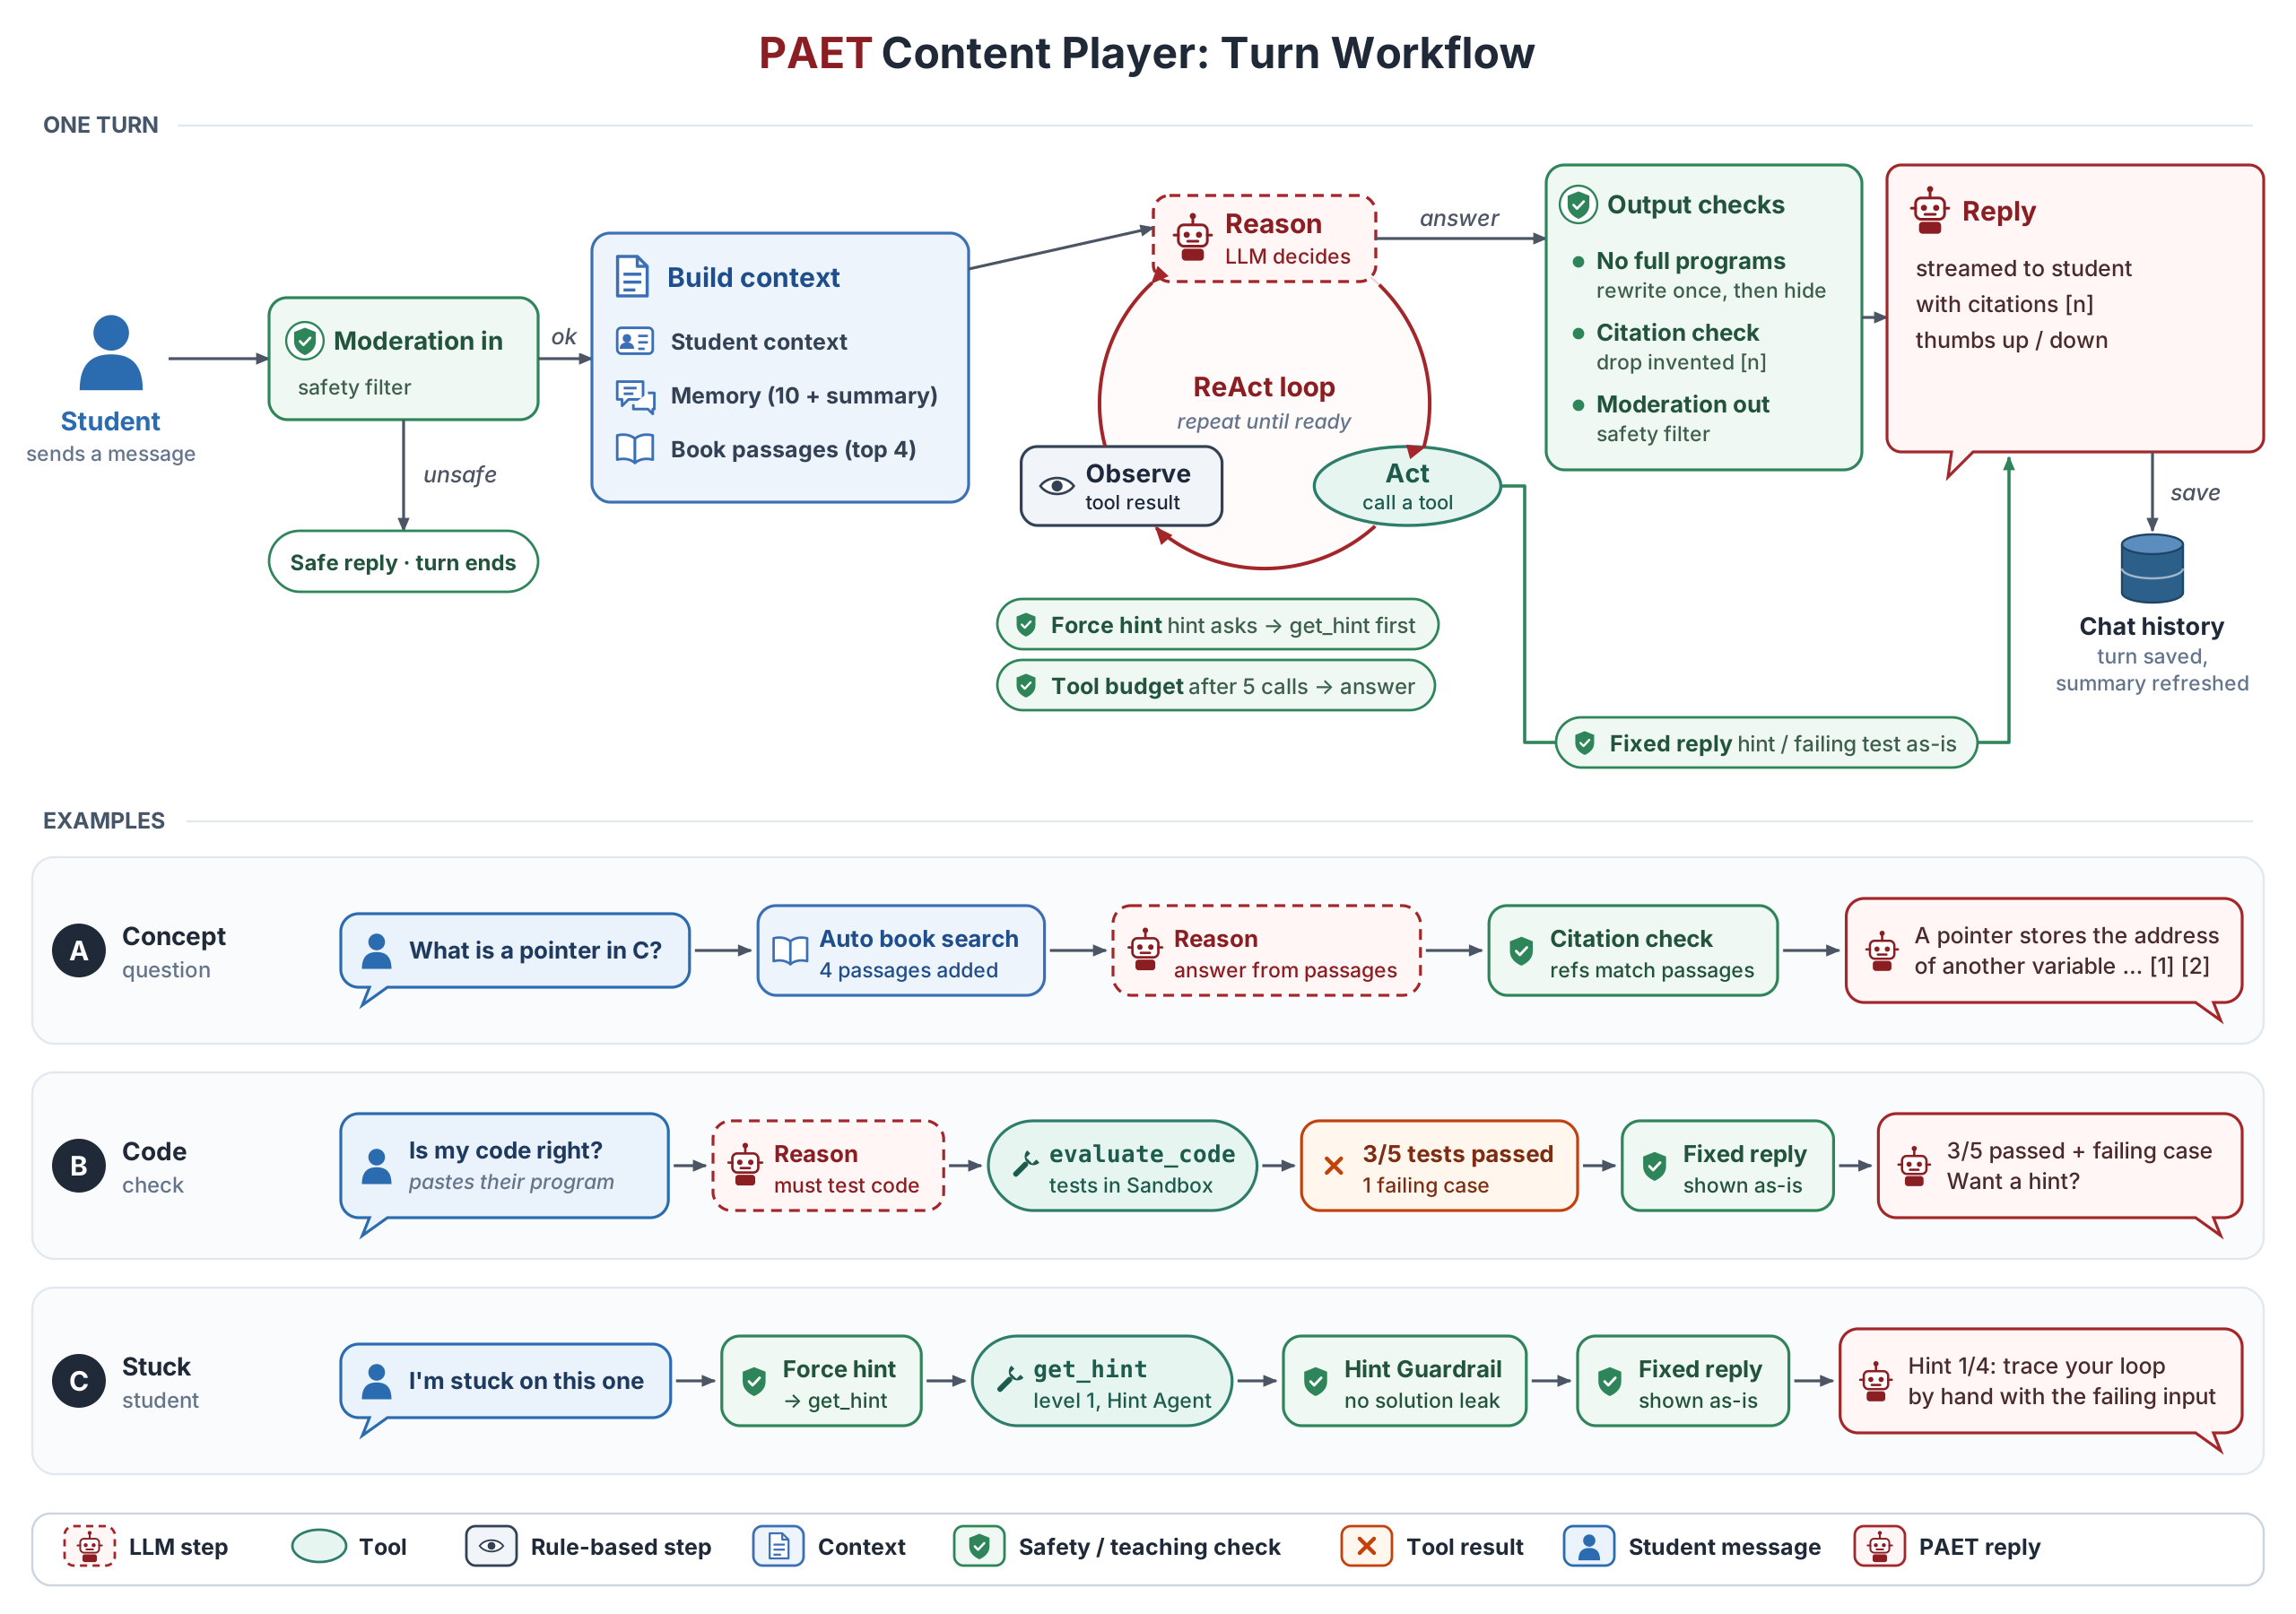 PAET Content Player: Turn Workflow
ONE TURN
Student
sends a message
Moderation in
safety filter
ok
unsafe
Safe reply · turn ends
Build context
Student context
Memory (10 + summary)
Book passages (top 4)
Reason
LLM decides
ReAct loop
repeat until ready
Observe
tool result
Act
call a tool
Force hint hint asks → get_hint first
Tool budget after 5 calls → answer
answer
Output checks
No full programs
rewrite once, then hide
Citation check
drop invented [n]
Moderation out
safety filter
Reply
streamed to student
with citations [n]
thumbs up / down
save
Chat history
turn saved,
summary refreshed
Fixed reply hint / failing test as-is
EXAMPLES
A
Concept
question
What is a pointer in C?
Auto book search
4 passages added
Reason
answer from passages
Citation check
refs match passages
A pointer stores the address
of another variable ... [1] [2]
B
Code
check
Is my code right?
pastes their program
Reason
must test code
evaluate_code
tests in Sandbox
3/5 tests passed
1 failing case
Fixed reply
shown as-is
3/5 passed + failing case
Want a hint?
C
Stuck
student
I'm stuck on this one
Force hint
→ get_hint
get_hint
level 1, Hint Agent
Hint Guardrail
no solution leak
Fixed reply
shown as-is
Hint 1/4: trace your loop
by hand with the failing input
LLM step
Tool
Rule-based step
Context
Safety / teaching check
Tool result
Student message
PAET reply